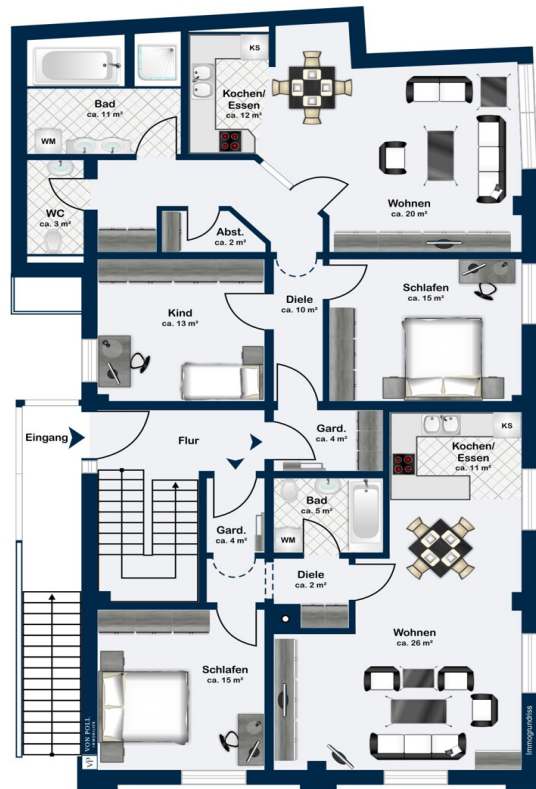 KS
Bad
ca. 11 m²
Kochen/
Essen
ca. 12 m²
WM
Wohnen
ca. 20 m²
WC
ca. 3 m²
Abst.
ca. 2 m²
Kind
ca. 13 m²
Diele
ca. 10 m²
Schlafen
ca. 15 m²
Eingang
Flur
Gard.
ca. 4 m²
KS
Kochen/
Essen
ca. 11 m²
Bad
ca. 5 m²
Gard.
ca. 4 m²
WM
Diele
ca. 2 m²
Wohnen
ca. 26 m²
Schlafen
ca. 15 m²
VP
VON POLL
Immogrundriss